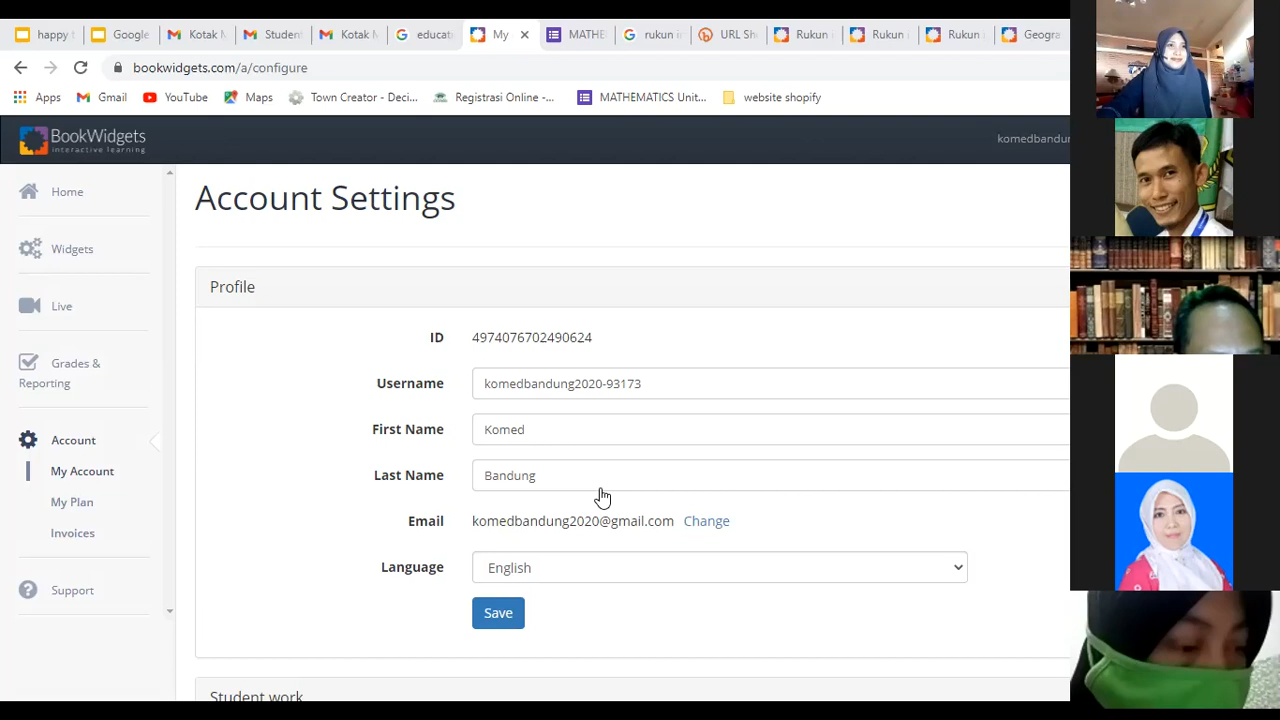 happy t
Google
Kotak M
Studen
Kotak M
educat
My
MATHE
rukun i
URL Sh
Rukun
Rukun
Rukun
Geogra
bookwidgets.com/a/configure
Apps
Gmail
YouTube
Maps
Town Creator - Deci...
Registrasi Online -...
MATHEMATICS Unit...
website shopify
BookWidgets
interactive learning
komedbandun
Home
Widgets
Live
Grades &
Reporting
Account
My Account
My Plan
Invoices
Support
Account Settings
Profile
ID 4974076702490624
Username komedbandung2020-93173
First Name Komed
Last Name Bandung
Email komedbandung2020@gmail.com Change
Language English
Save
Student work